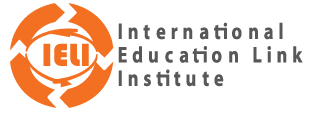 IELI
International
Education Link
Institute